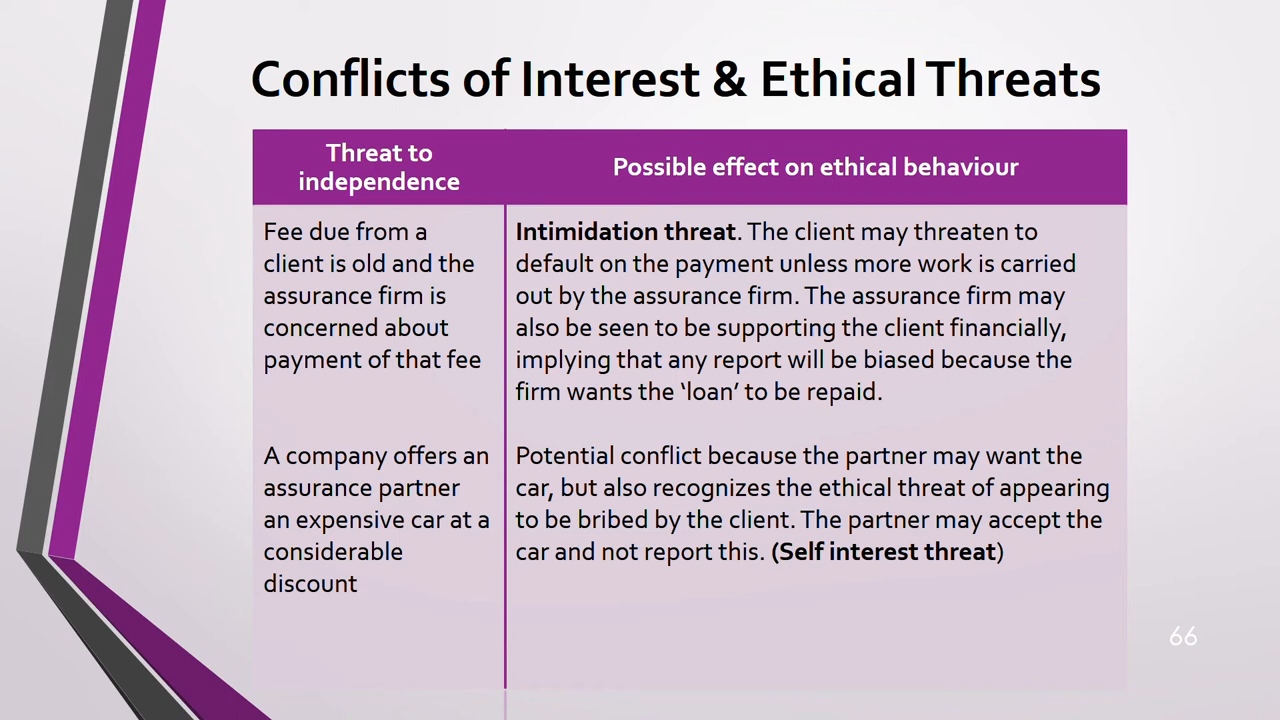 Conflicts of Interest & Ethical Threats
Threat to
independence
Possible effect on ethical behaviour
Fee due from a
client is old and the
assurance firm is
concerned about
payment of that fee
Intimidation threat. The client may threaten to
default on the payment unless more work is carried
out by the assurance firm. The assurance firm may
also be seen to be supporting the client financially,
implying that any report will be biased because the
firm wants the ‘loan’ to be repaid.
A company offers an
assurance partner
an expensive car at a
considerable
discount
Potential conflict because the partner may want the
car, but also recognizes the ethical threat of appearing
to be bribed by the client. The partner may accept the
car and not report this. (Self interest threat)
66